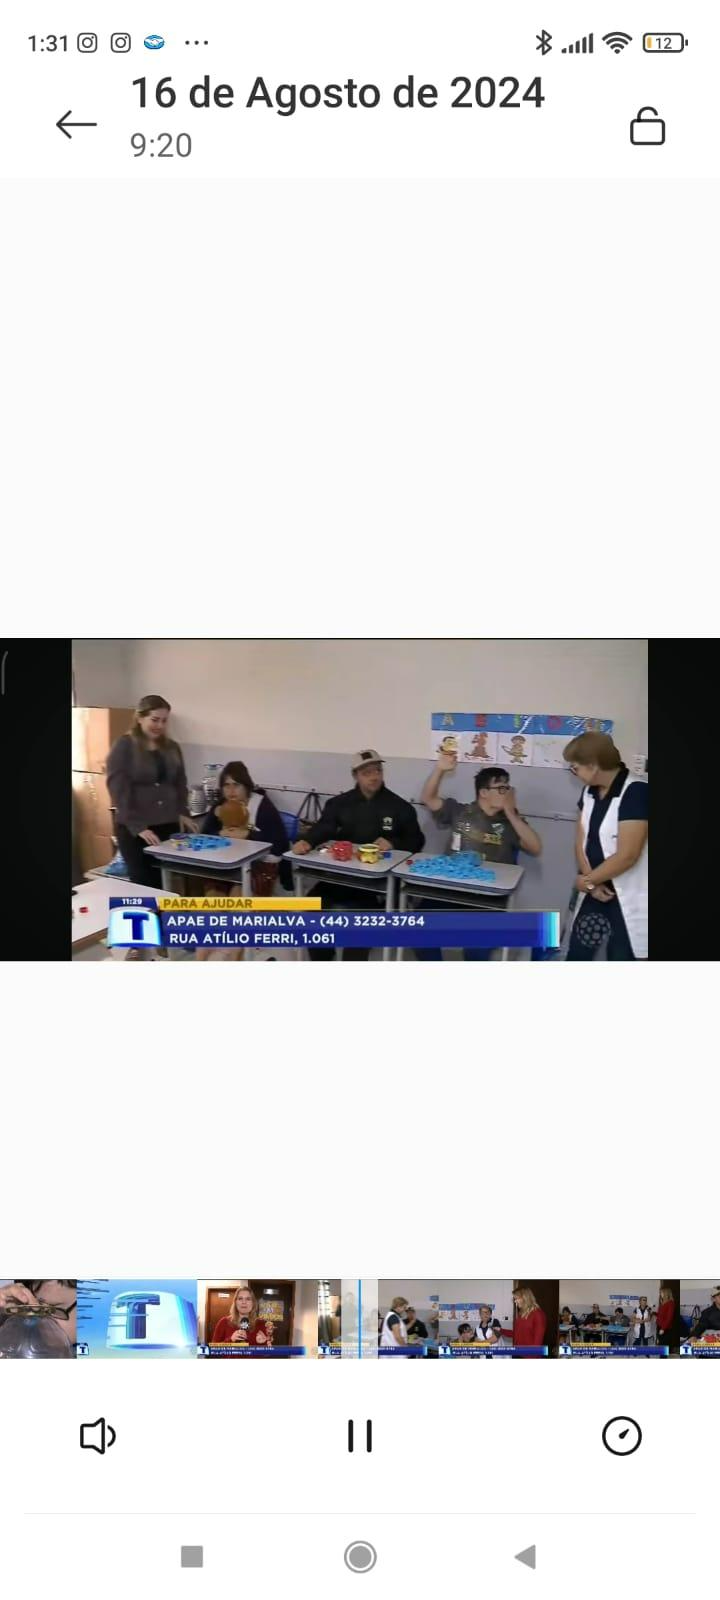 1:31
12
16 de Agosto de 2024
9:20
A E I O
11:29
PARA AJUDAR
T
APAE DE MARIALVA - (44) 3232-3764
RUA ATÍLIO FERRI, 1.061
T